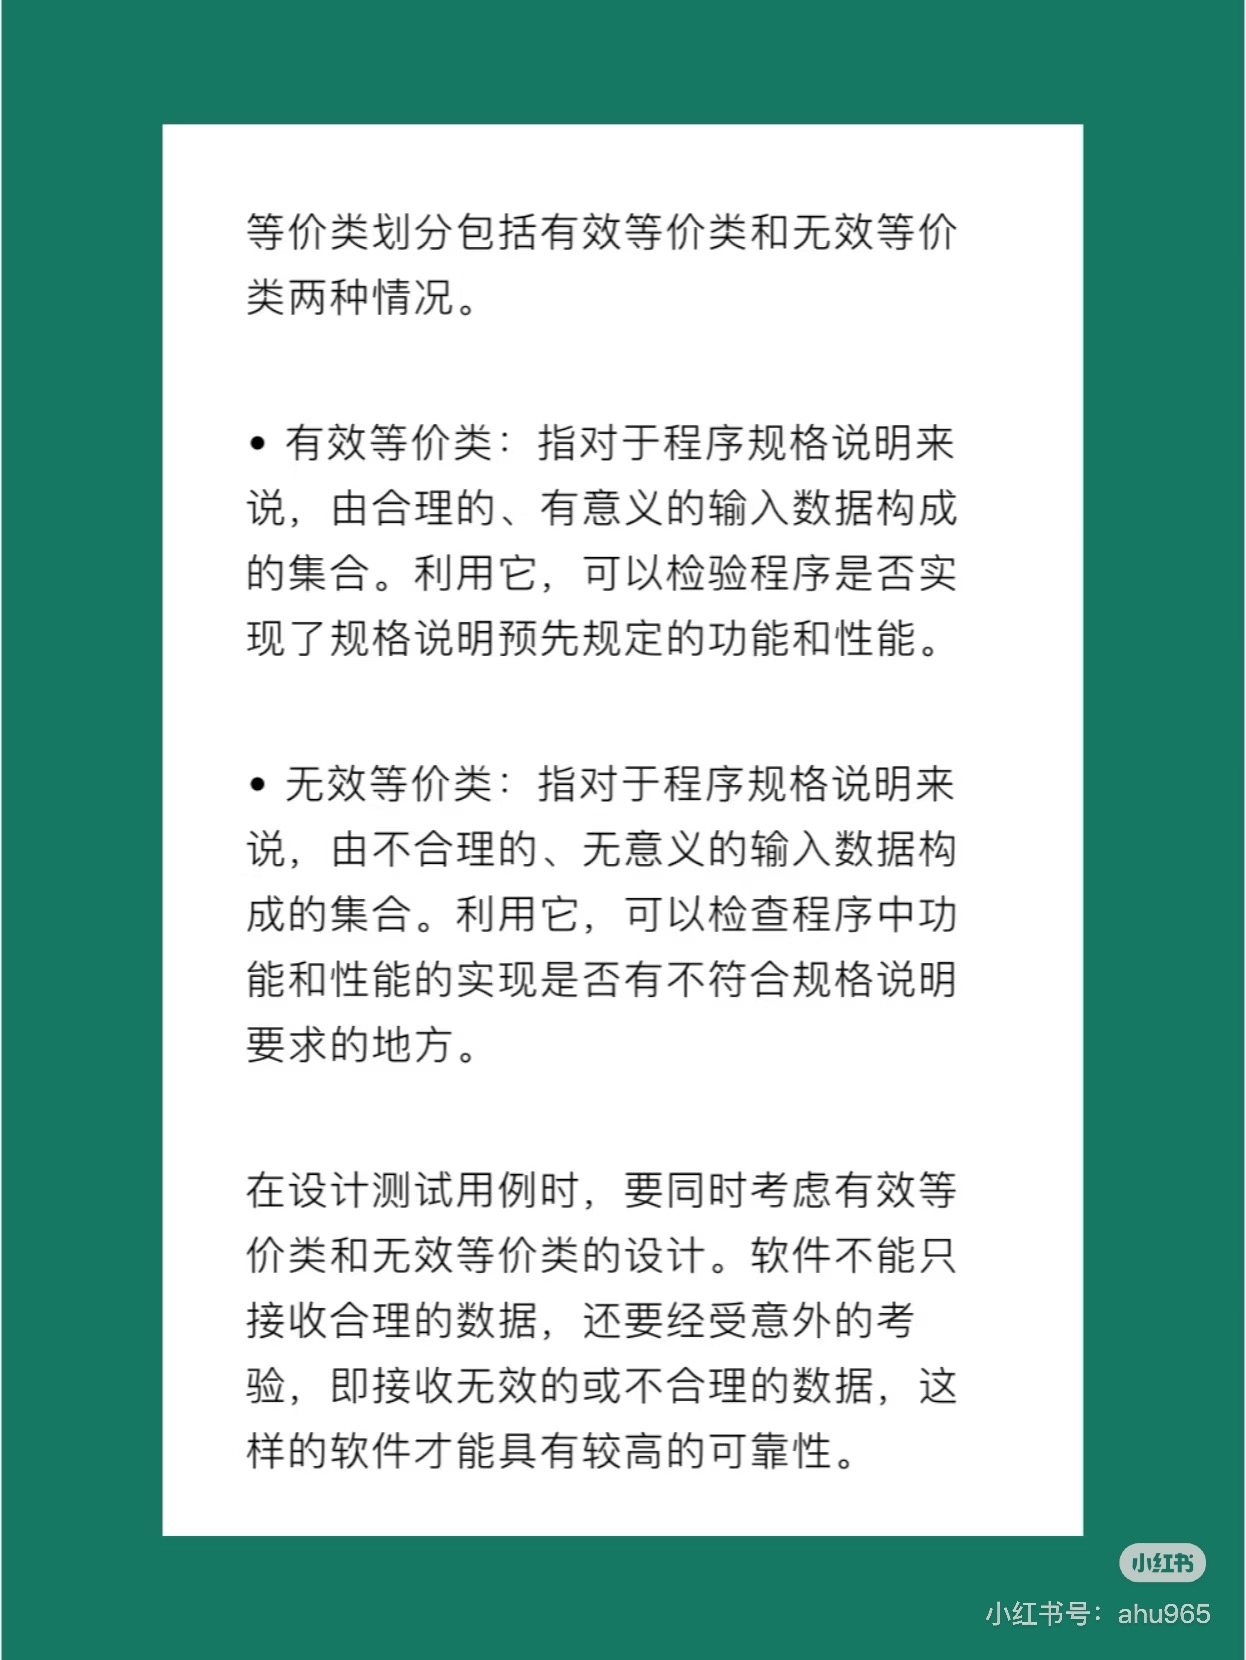 等价类划分包括有效等价类和无效等价
类两种情况。
• 有效等价类：指对于程序规格说明来
说，由合理的、有意义的输入数据构成
的集合。利用它，可以检验程序是否实
现了规格说明预先规定的功能和性能。
• 无效等价类：指对于程序规格说明来
说，由不合理的、无意义的输入数据构
成的集合。利用它，可以检查程序中功
能和性能的实现是否有不符合规格说明
要求的地方。
在设计测试用例时，要同时考虑有效等
价类和无效等价类的设计。软件不能只
接收合理的数据，还要经受意外的考
验，即接收无效的或不合理的数据，这
样的软件才能具有较高的可靠性。
小红书
小红书号：ahu965